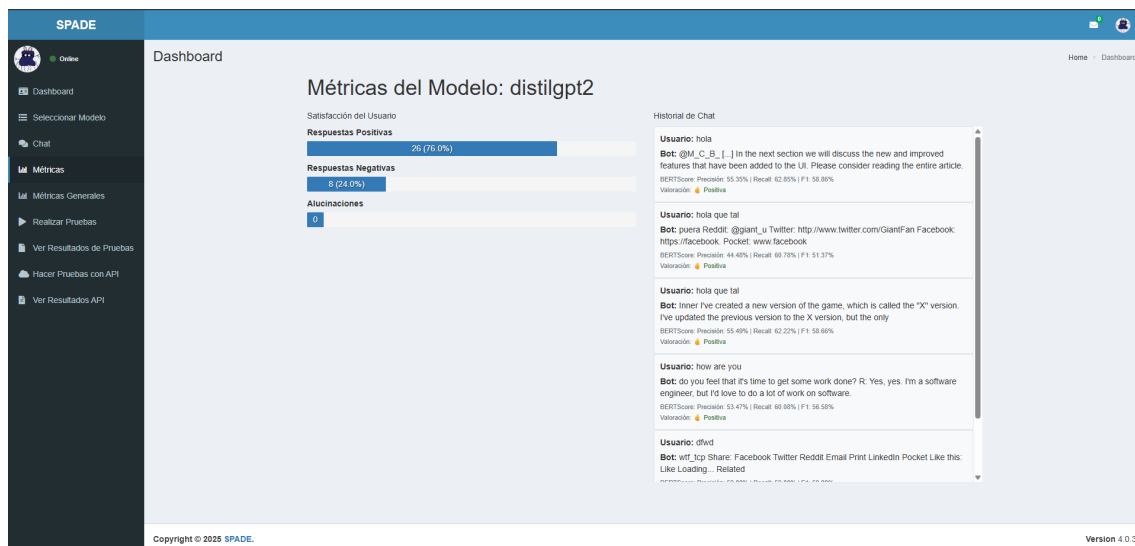 SPADE
0
Online
Dashboard
Home > Dashboard
Dashboard
Seleccionar Modelo
Chat
Métricas
Métricas Generales
Realizar Pruebas
Ver Resultados de Pruebas
Hacer Pruebas con API
Ver Resultados API
Métricas del Modelo: distilgpt2
Satisfacción del Usuario
Respuestas Positivas
26 (76.0%)
Respuestas Negativas
8 (24.0%)
Alucinaciones
0
Historial de Chat
Usuario: hola
Bot: @M_C_B_ [...] In the next section we will discuss the new and improved
features that have been added to the UI. Please consider reading the entire article.
BERTScore: Precisión: 55.35% | Recall: 62.85% | F1: 58.86%
Valoración: Positiva
Usuario: hola que tal
Bot: puera Reddit: @giant_u Twitter: http://www.twitter.com/GiantFan Facebook:
https://facebook. Pocket: www.facebook
BERTScore: Precisión: 44.48% | Recall: 60.78% | F1: 51.37%
Valoración: Positiva
Usuario: hola que tal
Bot: Inner I've created a new version of the game, which is called the "X" version.
I've updated the previous version to the X version, but the only
BERTScore: Precisión: 55.49% | Recall: 62.22% | F1: 58.66%
Valoración: Positiva
Usuario: how are you
Bot: do you feel that it's time to get some work done? R: Yes, yes. I'm a software
engineer, but I'd love to do a lot of work on software.
BERTScore: Precisión: 53.47% | Recall: 60.08% | F1: 56.58%
Valoración: Positiva
Usuario: dfwd
Bot: wtf_tcp Share: Facebook Twitter Reddit Email Print LinkedIn Pocket Like this:
Like Loading... Related
Copyright © 2025 SPADE.
Version 4.0.3